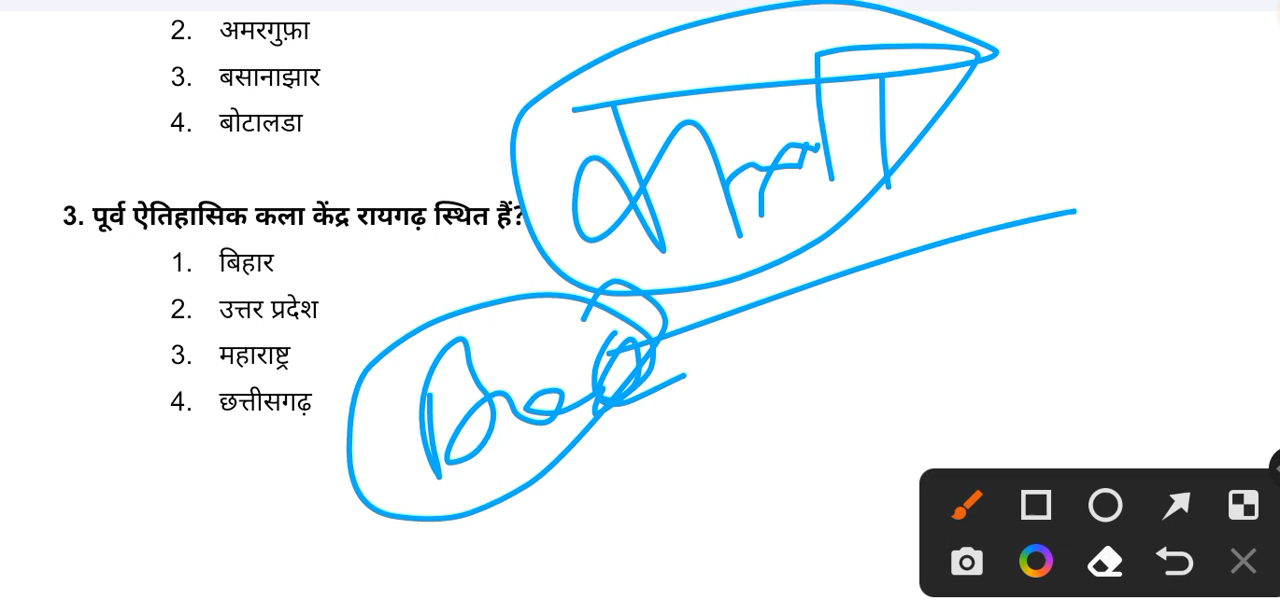 2. अमरगुफ़ा
3. बसानाझार
4. बोटालडा
3. पूर्व ऐतिहासिक कला केंद्र रायगढ़ स्थित हैं?
1. बिहार
2. उत्तर प्रदेश
3. महाराष्ट्र
4. छत्तीसगढ़